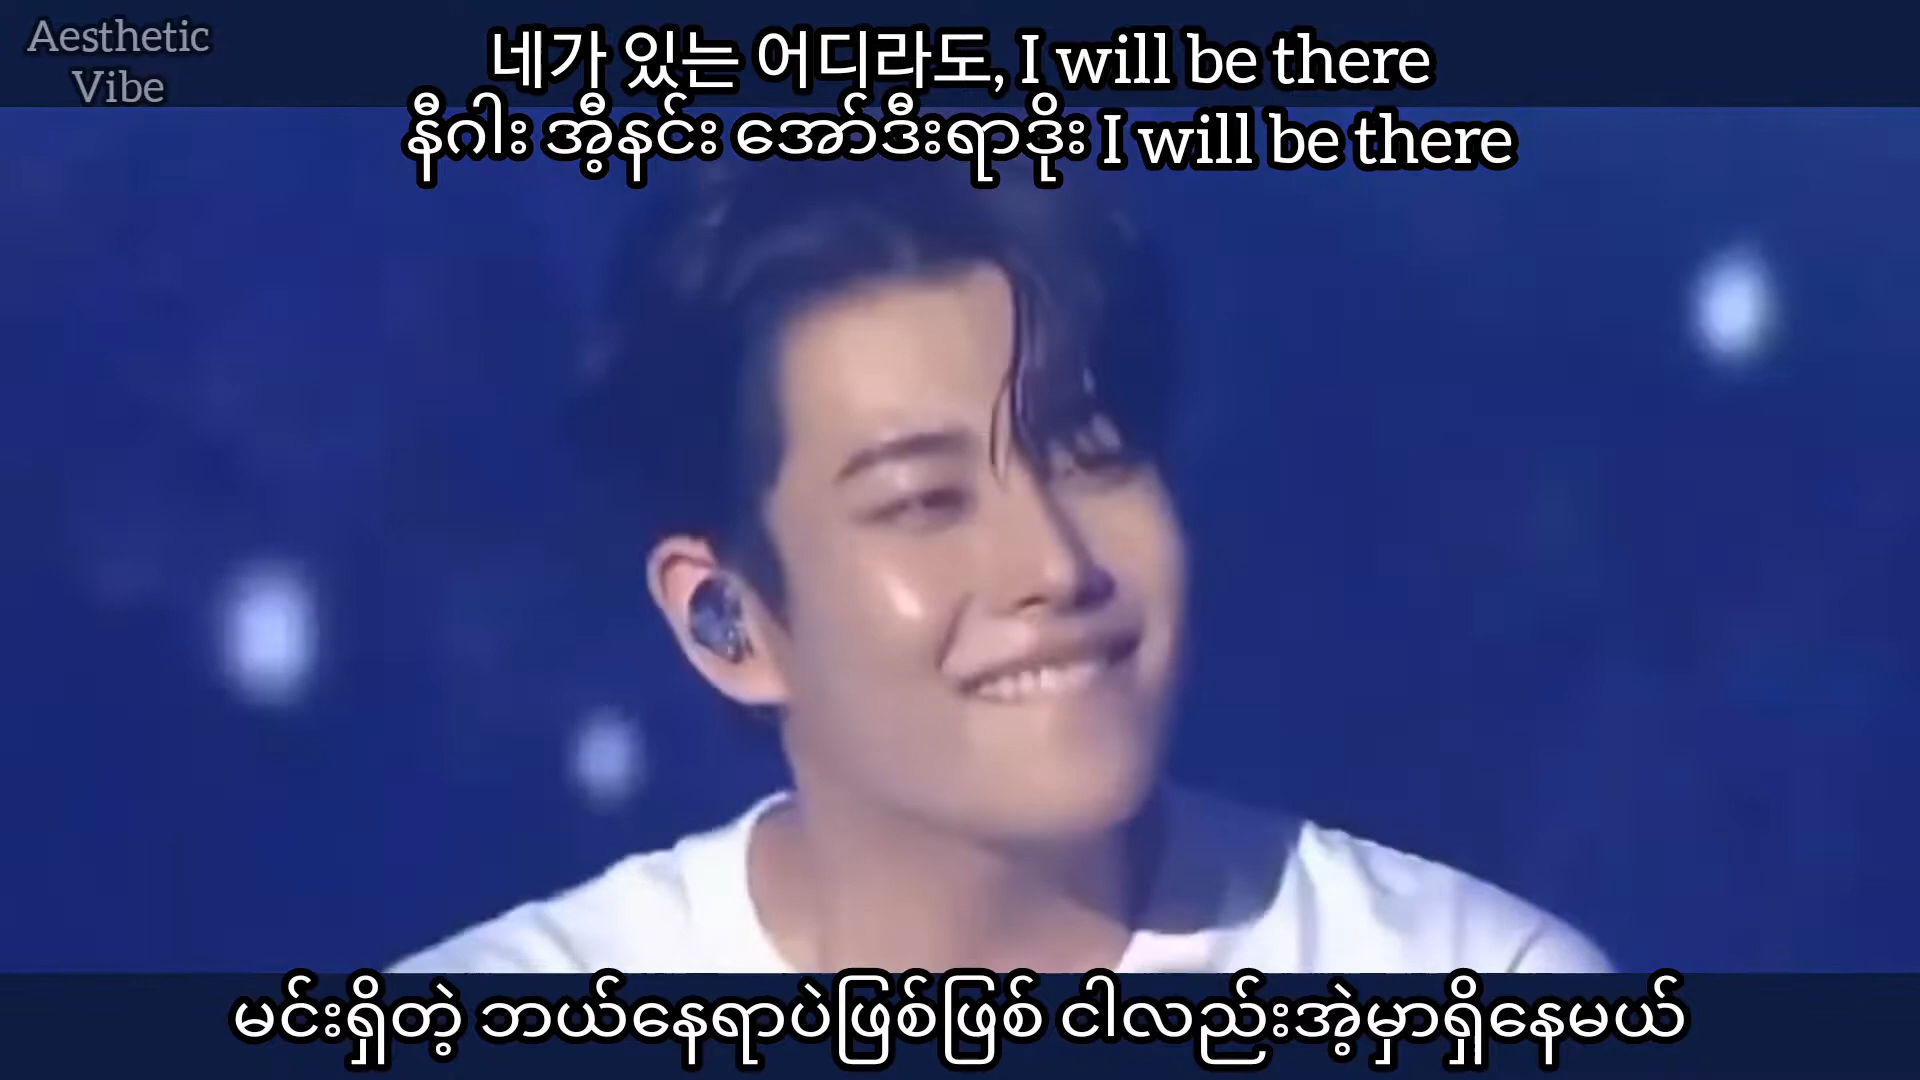 Aesthetic
Vibe
네가 있는 어디라도, I will be there
နီဂါး အီ့နင်း အော်ဒီးရာဒိုး I will be there
မင်းရှိတဲ့ ဘယ်နေရာပဲဖြစ်ဖြစ် ငါလည်းအဲ့မှာရှိနေမယ်